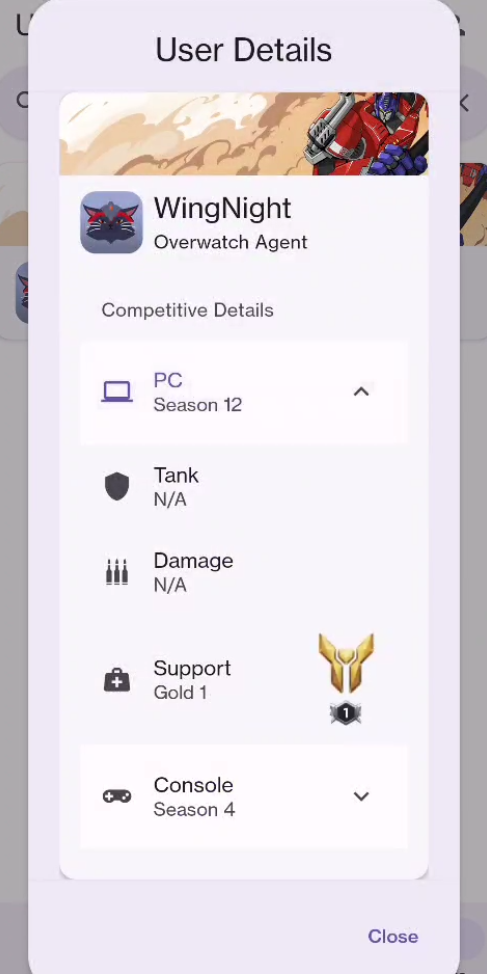 User Details
WingNight
Overwatch Agent
Competitive Details
PC
Season 12
Tank
N/A
Damage
N/A
Support
Gold 1
1
Console
Season 4
Close